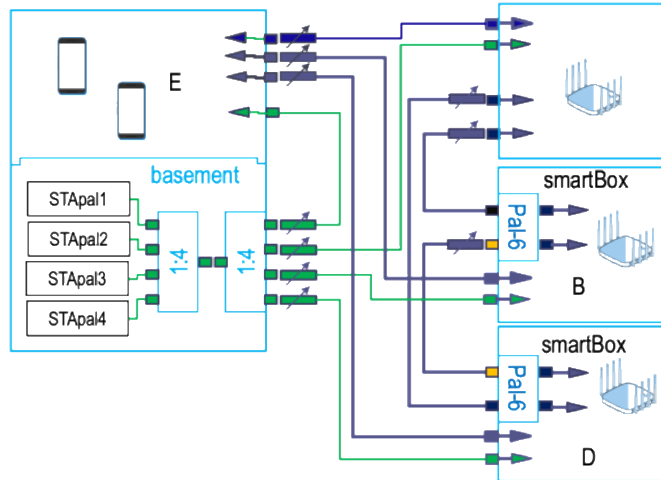 E
basement
STApal1
STApal2
STApal3
STApal4
1:4
1:4
smartBox
Pal-6
B
smartBox
Pal-6
D